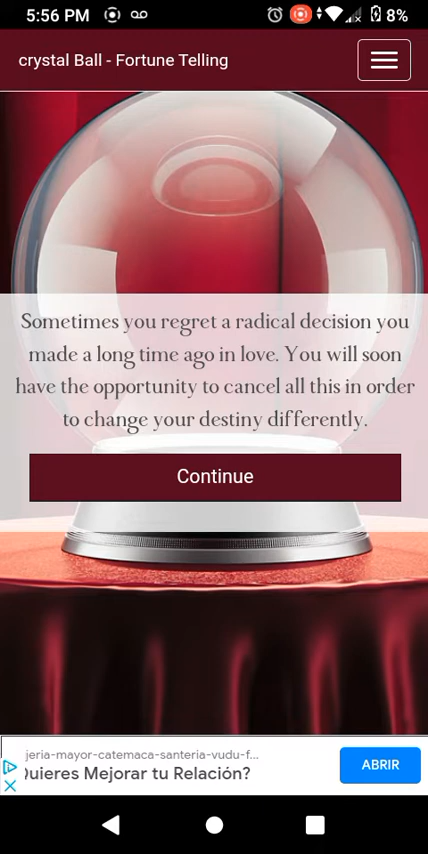 5:56 PM 8%
crystal Ball - Fortune Telling
Sometimes you regret a radical decision you
made a long time ago in love. You will soon
have the opportunity to cancel all this in order
to change your destiny differently.
Continue
jeria-mayor-catemaca-santeria-vudu-f...
Quieres Mejorar tu Relación?
ABRIR